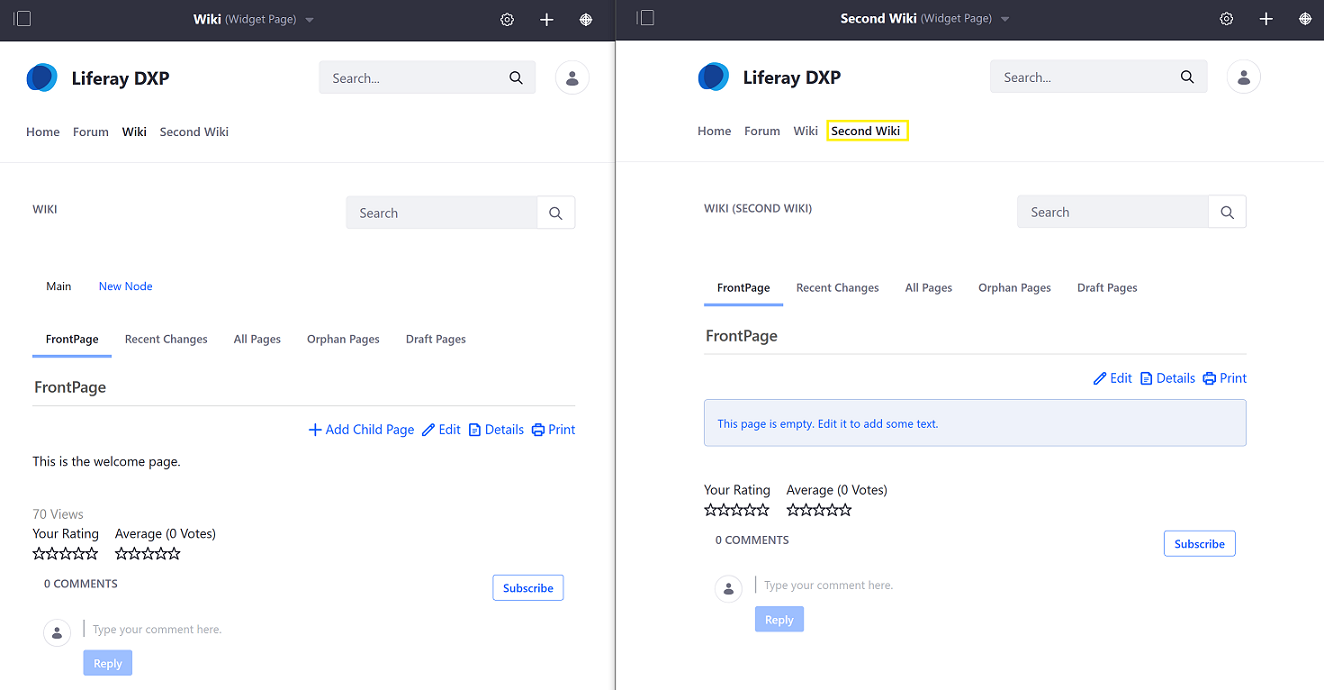 Wiki (Widget Page)
Liferay DXP
Search...
Home Forum Wiki Second Wiki
WIKI
Search
Main New Node
FrontPage Recent Changes All Pages Orphan Pages Draft Pages
FrontPage
Add Child Page Edit Details Print
This is the welcome page.
70 Views
Your Rating Average (0 Votes)
0 COMMENTS
Subscribe
Type your comment here.
Reply
Second Wiki (Widget Page)
Liferay DXP
Search...
Home Forum Wiki Second Wiki
WIKI (SECOND WIKI)
Search
FrontPage Recent Changes All Pages Orphan Pages Draft Pages
FrontPage
Edit Details Print
This page is empty. Edit it to add some text.
Your Rating Average (0 Votes)
0 COMMENTS
Subscribe
Type your comment here.
Reply